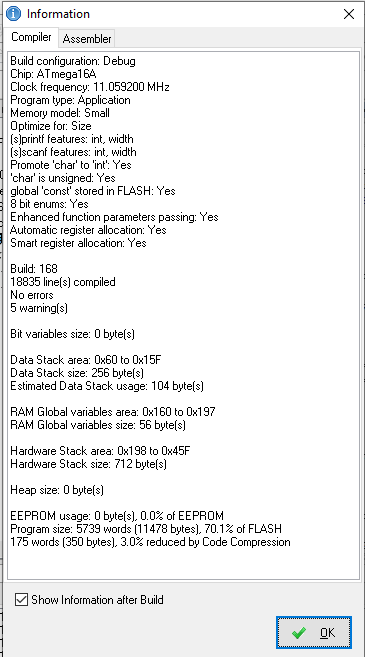 Information
Compiler
Assembler
Build configuration: Debug
Chip: ATmega16A
Clock frequency: 11.059200 MHz
Program type: Application
Memory model: Small
Optimize for: Size
(s)printf features: int, width
(s)scanf features: int, width
Promote 'char' to 'int': Yes
'char' is unsigned: Yes
global 'const' stored in FLASH: Yes
8 bit enums: Yes
Enhanced function parameters passing: Yes
Automatic register allocation: Yes
Smart register allocation: Yes
Build: 168
18835 line(s) compiled
No errors
5 warning(s)
Bit variables size: 0 byte(s)
Data Stack area: 0x60 to 0x15F
Data Stack size: 256 byte(s)
Estimated Data Stack usage: 104 byte(s)
RAM Global variables area: 0x160 to 0x197
RAM Global variables size: 56 byte(s)
Hardware Stack area: 0x198 to 0x45F
Hardware Stack size: 712 byte(s)
Heap size: 0 byte(s)
EEPROM usage: 0 byte(s), 0.0% of EEPROM
Program size: 5739 words (11478 bytes), 70.1% of FLASH
175 words (350 bytes), 3.0% reduced by Code Compression
Show Information after Build
OK